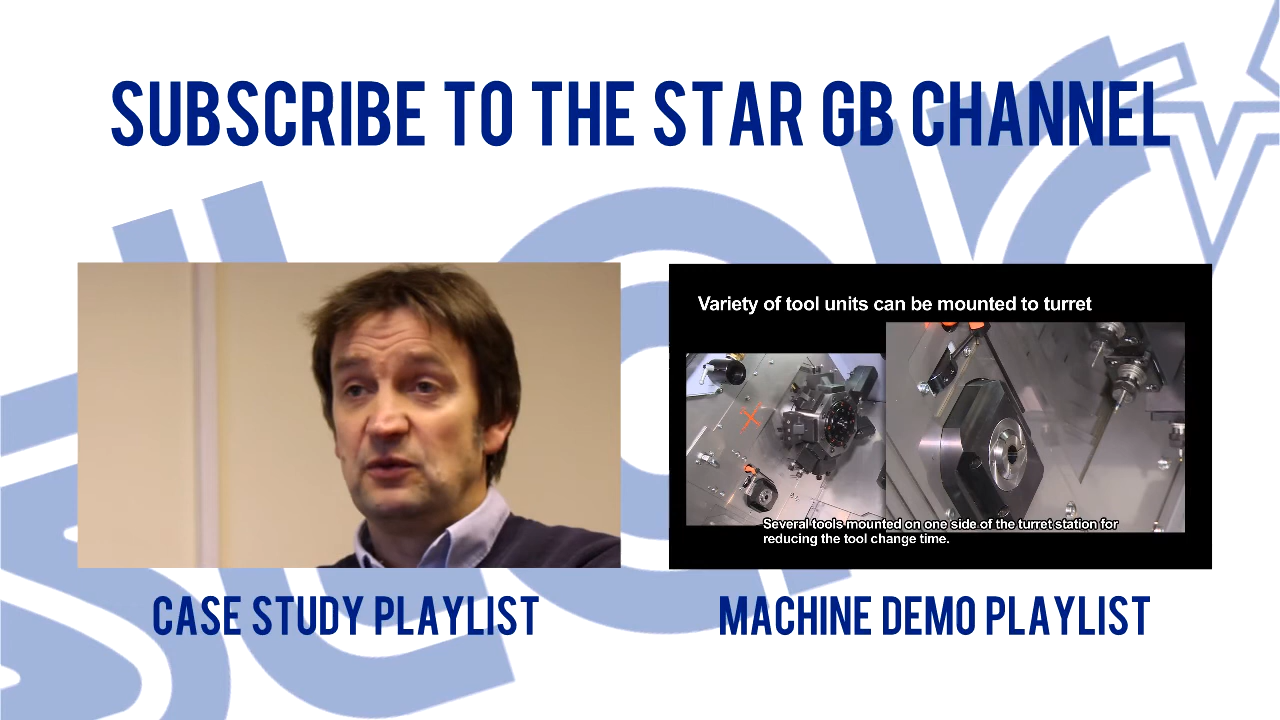 SUBSCRIBE TO THE STAR GB CHANNEL
Variety of tool units can be mounted to turret
Several tools mounted on one side of the turret station for
reducing the tool change time.
CASE STUDY PLAYLIST
MACHINE DEMO PLAYLIST
star